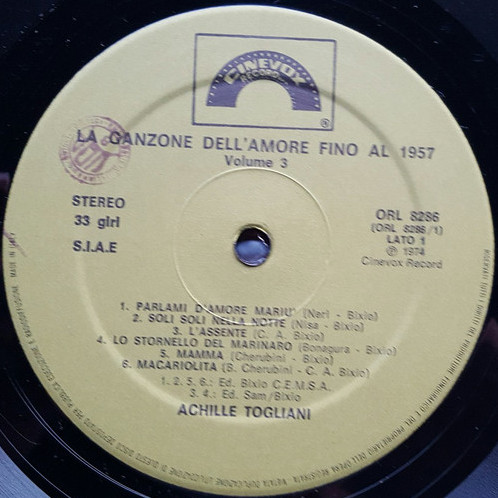 CINEVOX
RECORD
®
LA CANZONE DELL'AMORE FINO AL 1957
Volume 3
STEREO
33 giri
S.I.A.E
ORL 8286
(ORL 8286/1)
LATO 1
℗ 1974
Cinevox Record
1. PARLAMI D'AMORE MARIU' (Neri - Bixio)
2. SOLI SOLI NELLA NOTTE (Nisa - Bixio)
3. L'ASSENTE (C. A. Bixio)
4. LO STORNELLO DEL MARINARO (Bonagura - Bixio)
5. MAMMA (Cherubini - Bixio)
6. MACARIOLITA (B. Cherubini - C. A. Bixio)
1. 2. 5. 6.: Ed. Bixio C.E.M.S.A.
3. 4.: Ed. Sam/Bixio
ACHILLE TOGLIANI
MADE IN ITALY